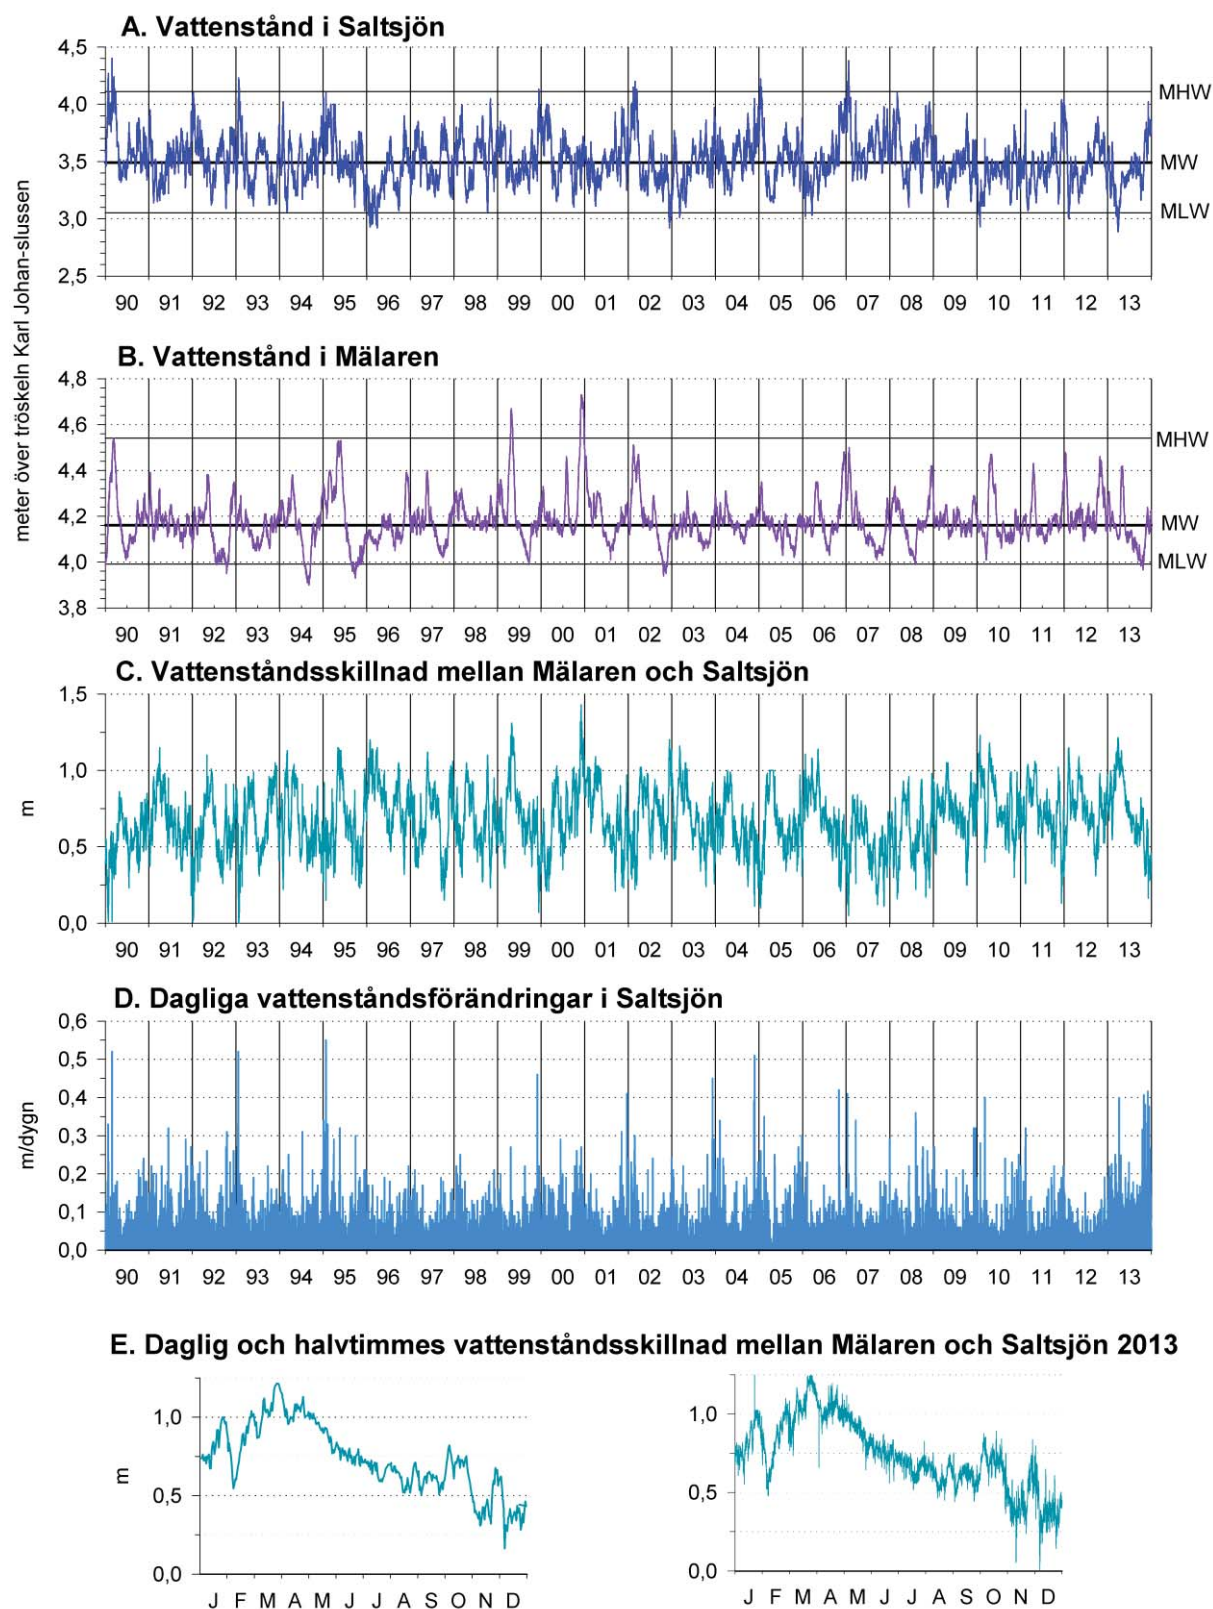 A. Vattenstånd i Saltsjön
meter över tröskeln Karl Johan-slussen
4,5
4,0
3,5
3,0
2,5
MHW
MW
MLW
90 91 92 93 94 95 96 97 98 99 00 01 02 03 04 05 06 07 08 09 10 11 12 13
B. Vattenstånd i Mälaren
4,8
4,6
4,4
4,2
4,0
3,8
MHW
MW
MLW
90 91 92 93 94 95 96 97 98 99 00 01 02 03 04 05 06 07 08 09 10 11 12 13
C. Vattenståndsskillnad mellan Mälaren och Saltsjön
m
1,5
1,0
0,5
0,0
90 91 92 93 94 95 96 97 98 99 00 01 02 03 04 05 06 07 08 09 10 11 12 13
D. Dagliga vattenståndsförändringar i Saltsjön
m/dygn
0,6
0,5
0,4
0,3
0,2
0,1
0,0
90 91 92 93 94 95 96 97 98 99 00 01 02 03 04 05 06 07 08 09 10 11 12 13
E. Daglig och halvtimmes vattenståndsskillnad mellan Mälaren och Saltsjön 2013
m
1,0
0,5
0,0
J F M A M J J A S O N D
1,0
0,5
0,0
J F M A M J J A S O N D